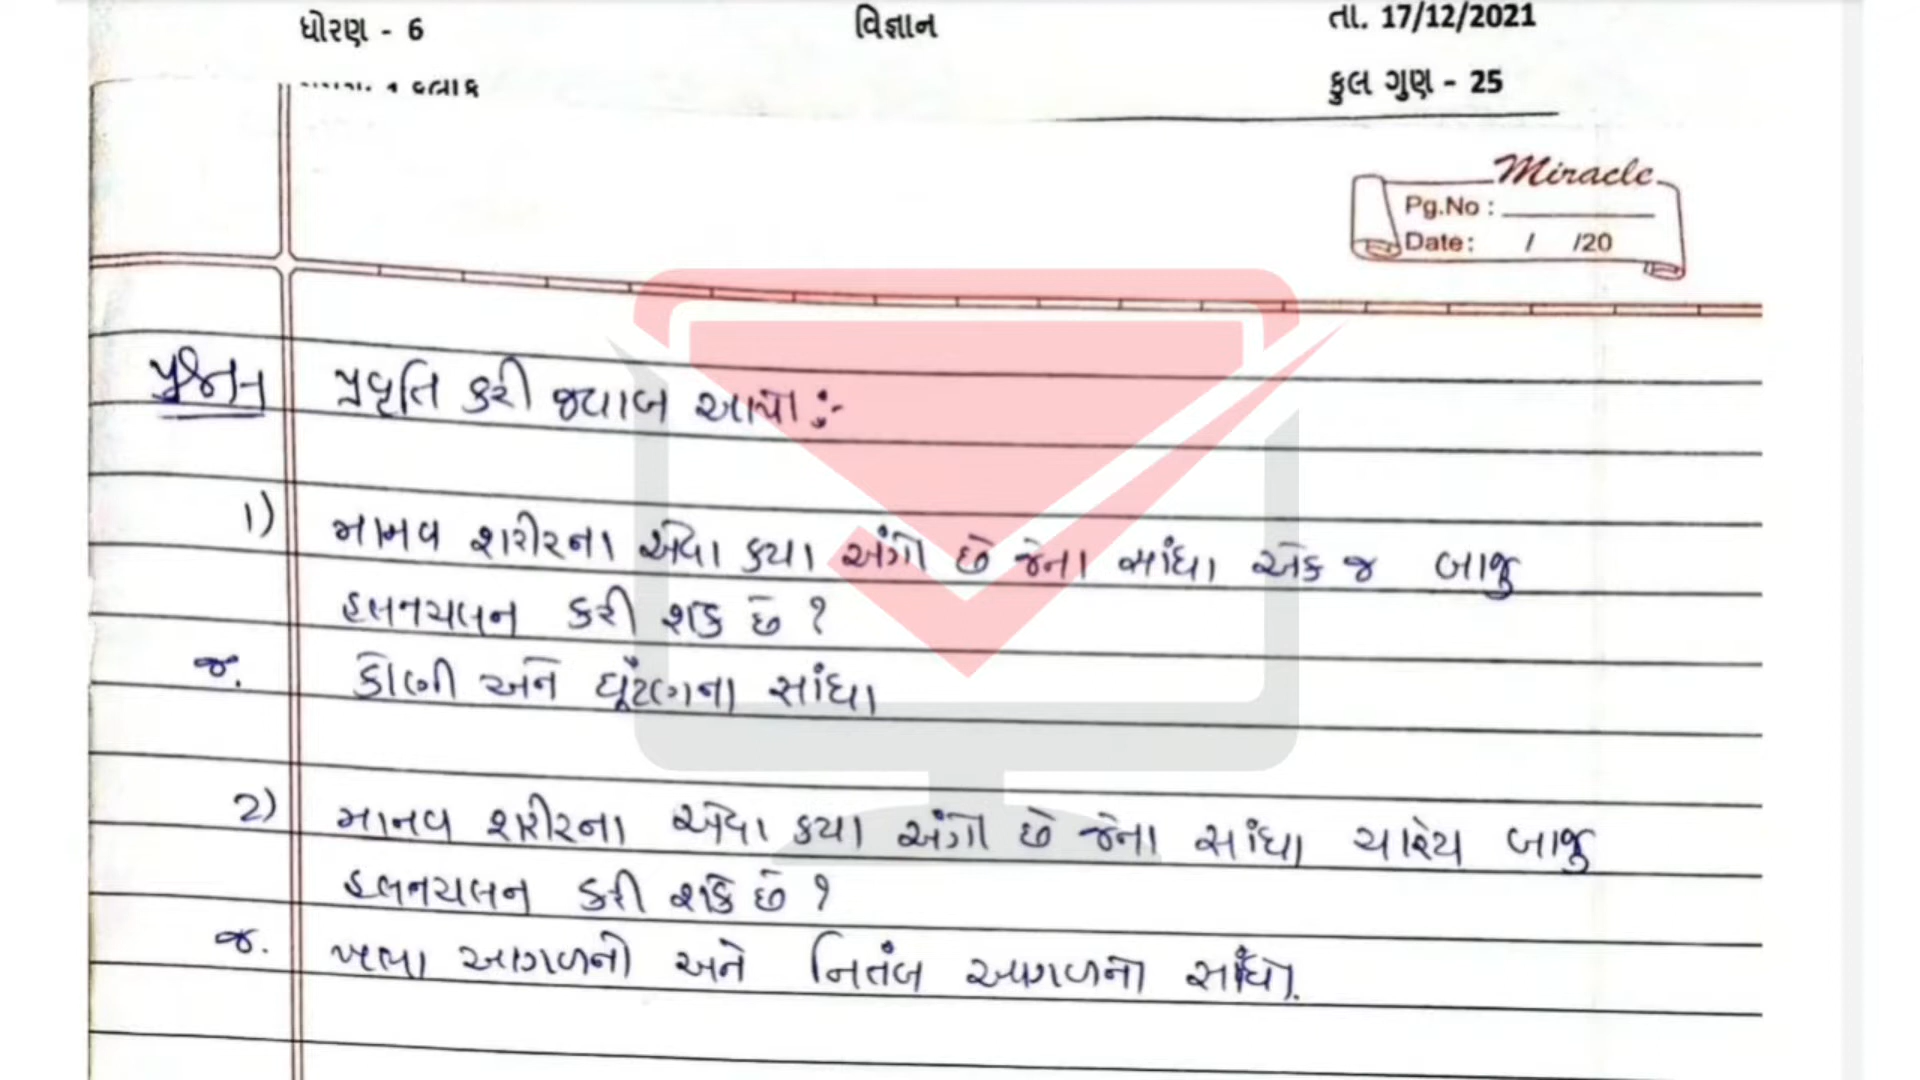 ધોરણ - 6 વિજ્ઞાન તા. 17/12/2021
કુલ ગુણ - 25
Miracle
Pg.No :
Date: / /20
પ્રશ્ન પ્રવૃતિ કરી જવાબ આપો :-
૧) માનવ શરીરના એવા કયા અંગો છે જેના સાંધા એક જ બાજુ
હલનચલન કરી શકે છે ?
જ. કોણી અને ઘૂંટણના સાંધા
2) માનવ શરીરના એવા કયા અંગો છે જેના સાંધા ચારેય બાજુ
હલનચલન કરી શકે છે ?
જ. ખભા આગળનો અને નિતંબ આગળનો સાંધો.